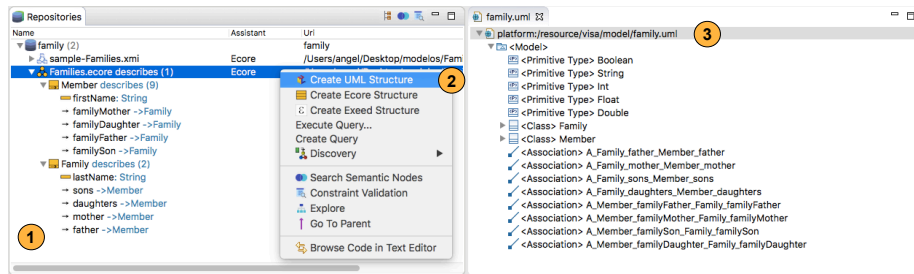 Repositories
Name Assistant Uri
family (2) family
sample-Families.xmi Ecore /Users/angel/Desktop/modelos/Fami
Families.ecore describes (1) Ecore
Member describes (9)
firstName: String
→ familyMother ->Family
→ familyDaughter ->Family
→ familyFather ->Family
→ familySon ->Family
Family describes (2)
lastName: String
→ sons ->Member
→ daughters ->Member
→ mother ->Member
→ father ->Member
1
Create UML Structure
2
Create Ecore Structure
Create Exeed Structure
Execute Query...
Create Query
Discovery
Search Semantic Nodes
Constraint Validation
Explore
Go To Parent
Browse Code in Text Editor
family.uml
platform:/resource/visa/model/family.uml
3
<Model>
<Primitive Type> Boolean
<Primitive Type> String
<Primitive Type> Int
<Primitive Type> Float
<Primitive Type> Double
<Class> Family
<Class> Member
<Association> A_Family_father_Member_father
<Association> A_Family_mother_Member_mother
<Association> A_Family_sons_Member_sons
<Association> A_Family_daughters_Member_daughters
<Association> A_Member_familyFather_Family_familyFather
<Association> A_Member_familyMother_Family_familyMother
<Association> A_Member_familySon_Family_familySon
<Association> A_Member_familyDaughter_Family_familyDaughter